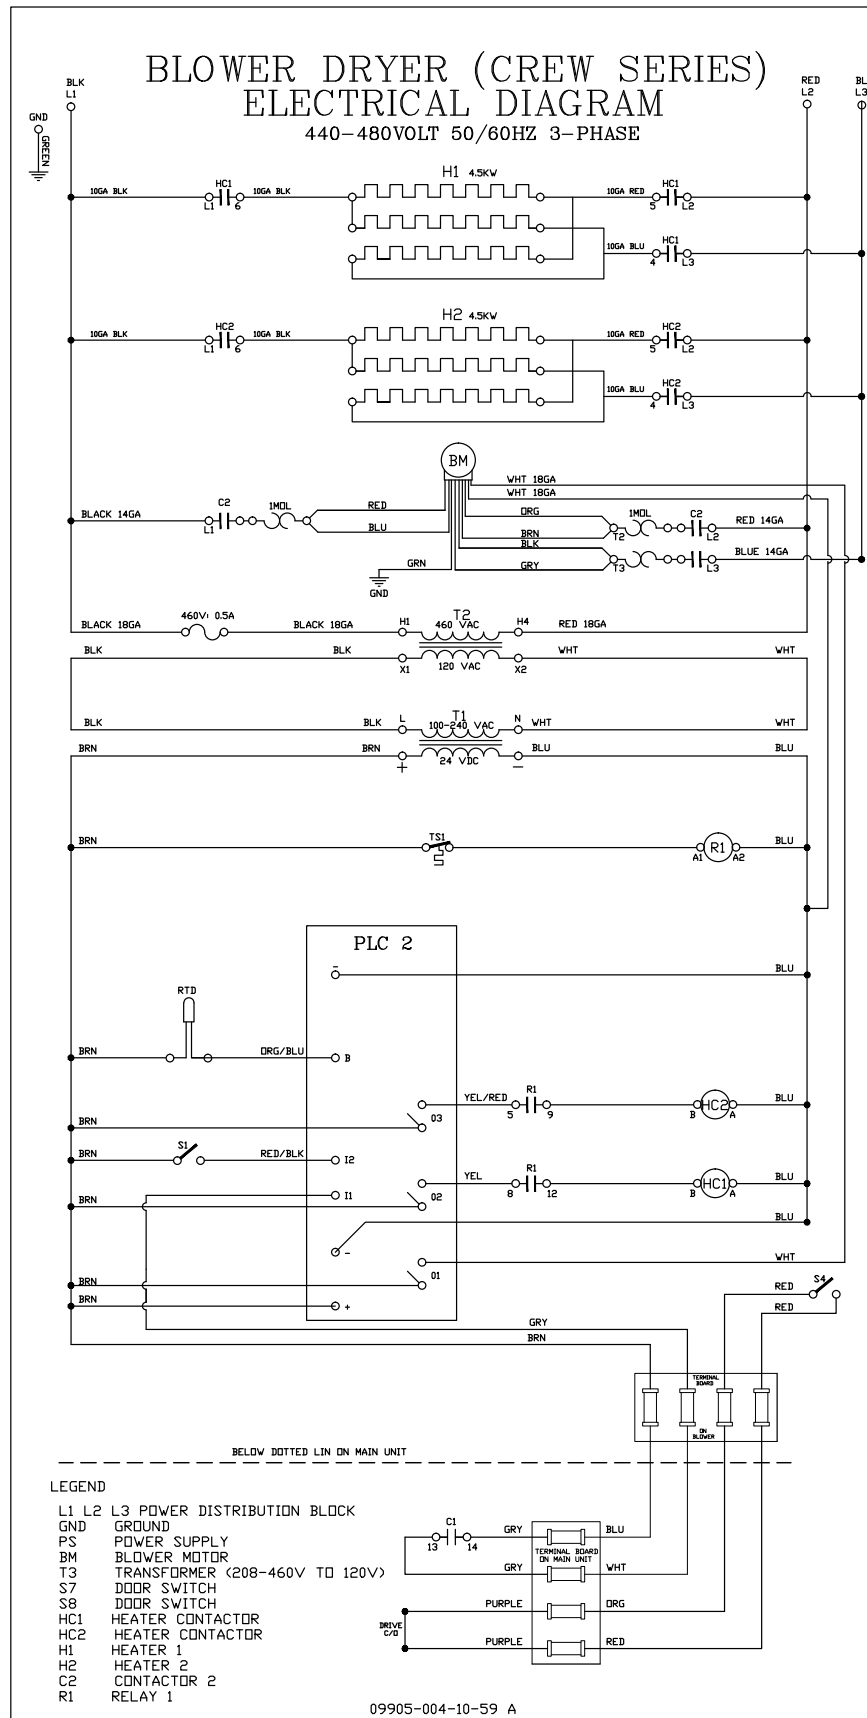 BLOWER DRYER (CREW SERIES)
ELECTRICAL DIAGRAM
440-480VOLT 50/60HZ 3-PHASE
BLK
L1
RED
L2
L3
GND
GREEN
H1 4.5KW
10GA BLK
HC1
L1 6
10GA BLK
10GA RED
HC1
5 L2
10GA BLU
HC1
4 L3
H2 4.5KW
10GA BLK
HC2
L1 6
10GA BLK
10GA RED
HC2
5 L2
10GA BLU
HC2
4 L3
BM
WHT 18GA
WHT 18GA
BLACK 14GA
C2
L1
1MOL
RED
BLU
ORG
BRN
BLK
GRY
1MOL
T2
C2
L2
RED 14GA
T3
L3
BLUE 14GA
GRN
GND
460V: 0.5A
BLACK 18GA
BLACK 18GA
H1
T2
460 VAC
H4
RED 18GA
BLK
BLK
X1
120 VAC
X2
WHT
WHT
BLK
BLK
L
T1
100-240 VAC
N
WHT
WHT
BRN
BRN
+
24 VDC
-
BLU
BLU
BRN
TS1
A1
R1
A2
BLU
PLC 2
-
BLU
RTD
BRN
ORG/BLU
B
YEL/RED
R1
5 9
B
HC2
A
BLU
BRN
O3
BRN
S1
RED/BLK
I2
YEL
R1
8 12
B
HC1
A
BLU
I1
BRN
O2
BLU
-
WHT
BRN
O1
BRN
+
RED
S4
RED
GRY
BRN
TERMINAL
BOARD
ON
BLOWER
BELOW DOTTED LIN ON MAIN UNIT
LEGEND
L1 L2 L3 POWER DISTRIBUTION BLOCK
GND GROUND
PS POWER SUPPLY
BM BLOWER MOTOR
T3 TRANSFORMER (208-460V TO 120V)
S7 DOOR SWITCH
S8 DOOR SWITCH
HC1 HEATER CONTACTOR
HC2 HEATER CONTACTOR
H1 HEATER 1
H2 HEATER 2
C2 CONTACTOR 2
R1 RELAY 1
C1
13 14
GRY
BLU
TERMINAL BOARD
ON MAIN UNIT
GRY
WHT
PURPLE
ORG
DRIVE
C/O
PURPLE
RED
09905-004-10-59 A